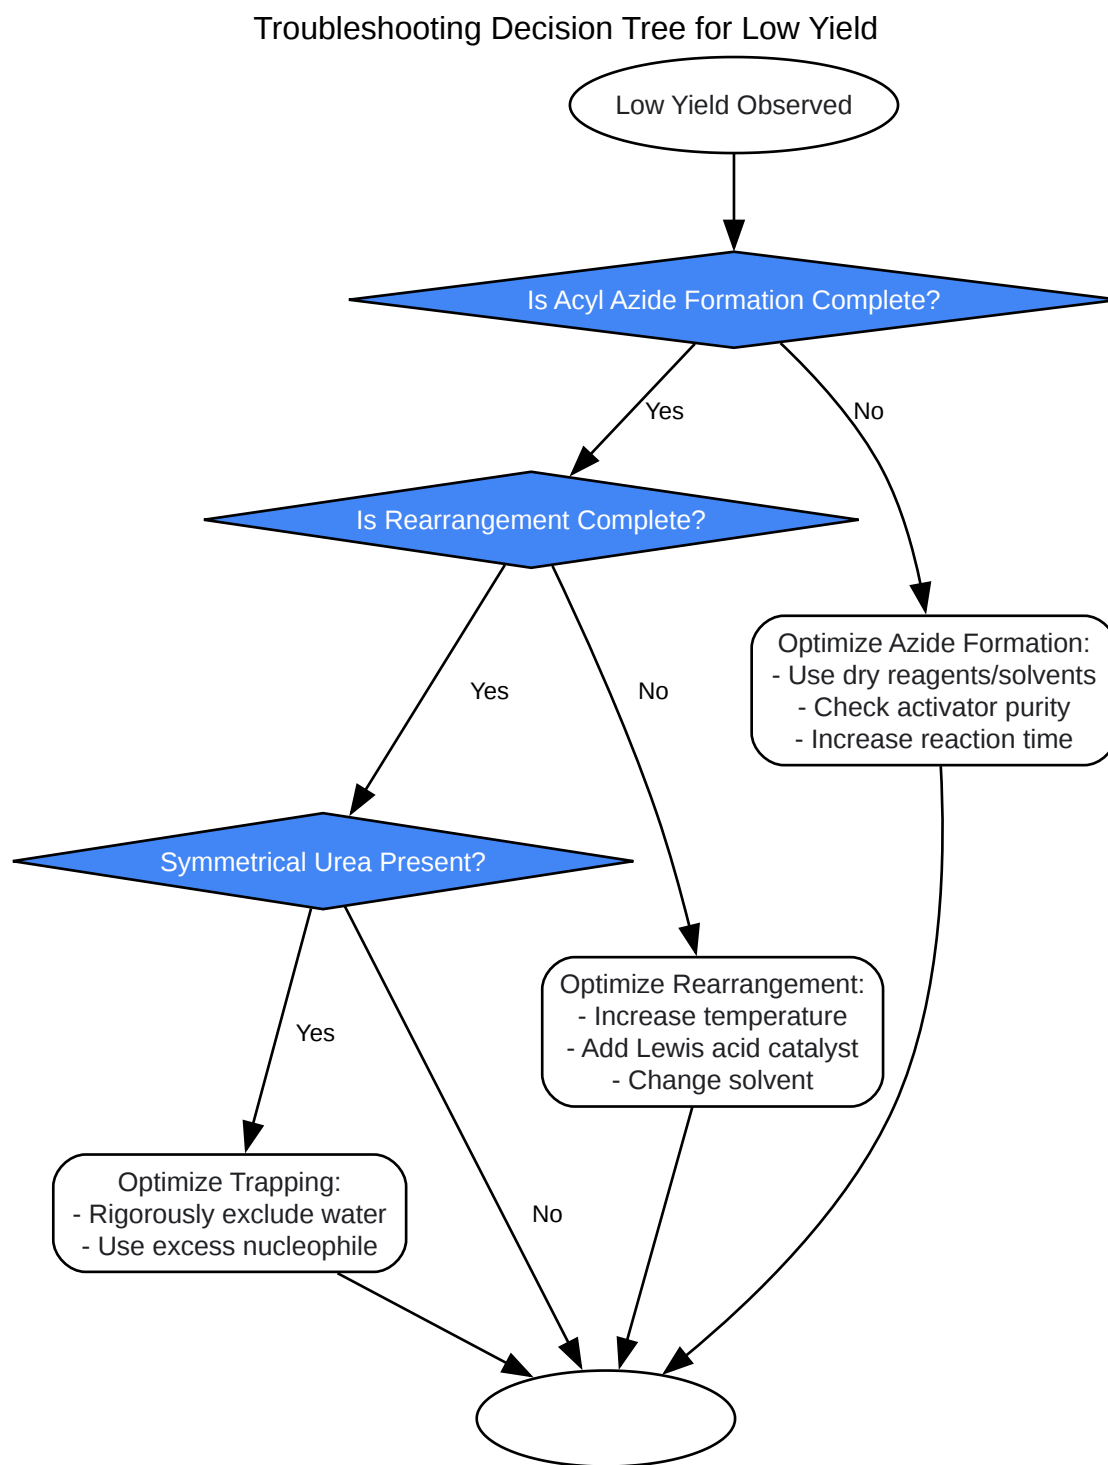 Troubleshooting Decision Tree for Low Yield
Low Yield Observed
Is Acyl Azide Formation Complete?
Yes
No
Is Rearrangement Complete?
Optimize Azide Formation:
- Use dry reagents/solvents
- Check activator purity
- Increase reaction time
Yes
No
Symmetrical Urea Present?
Optimize Rearrangement:
- Increase temperature
- Add Lewis acid catalyst
- Change solvent
Yes
No
Optimize Trapping:
- Rigorously exclude water
- Use excess nucleophile